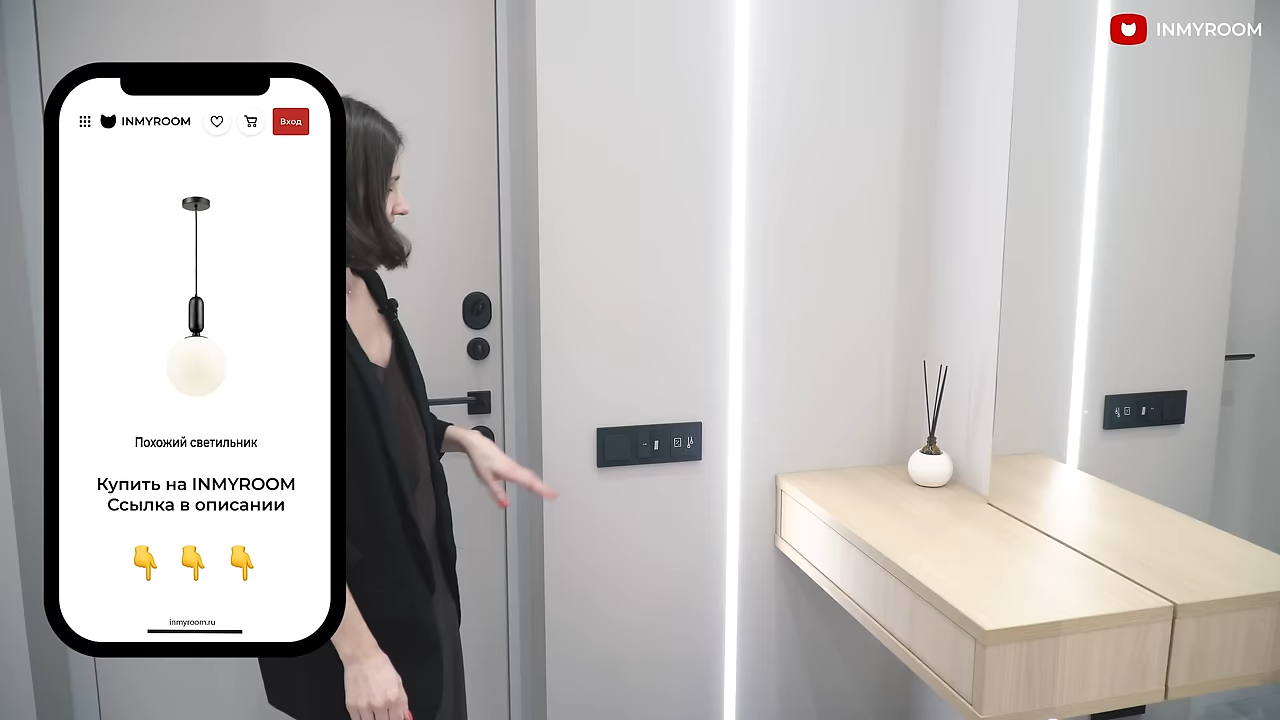 INMYROOM
INMYROOM
Вход
Похожий светильник
Купить на INMYROOM
Ссылка в описании
inmyroom.ru